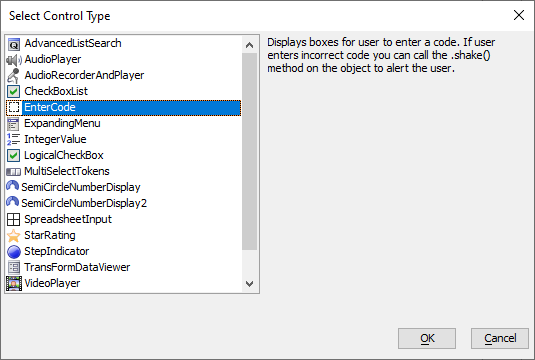 Select Control Type
AdvancedListSearch
AudioPlayer
AudioRecorderAndPlayer
CheckBoxList
EnterCode
ExpandingMenu
IntegerValue
LogicalCheckBox
MultiSelectTokens
SemiCircleNumberDisplay
SemiCircleNumberDisplay2
SpreadsheetInput
StarRating
StepIndicator
TransFormDataViewer
VideoPlayer
Displays boxes for user to enter a code. If user
enters incorrect code you can call the .shake()
method on the object to alert the user.
OK
Cancel